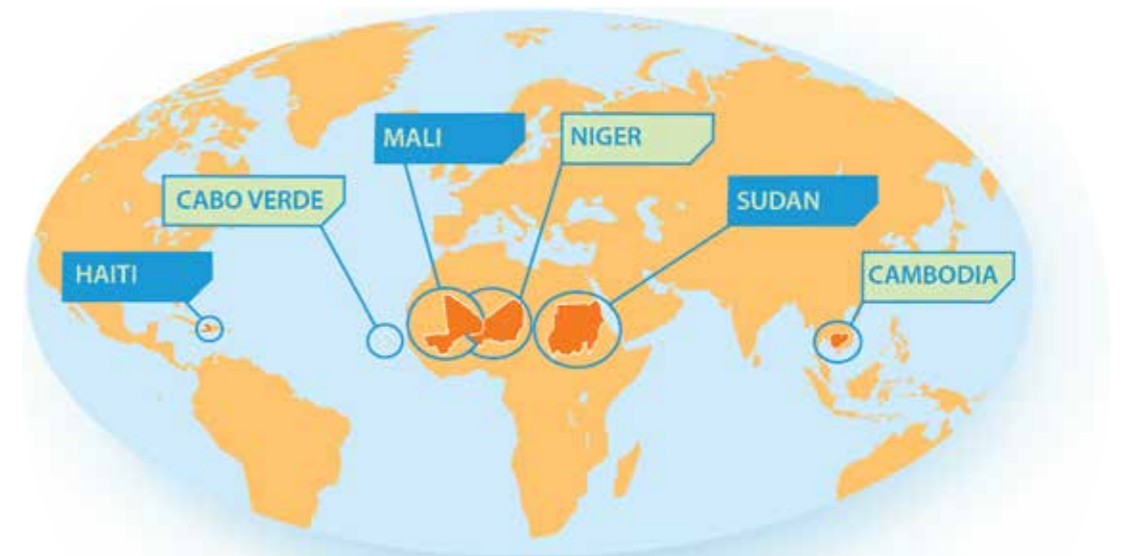 MALI
NIGER
CABO VERDE
SUDAN
HAITI
CAMBODIA